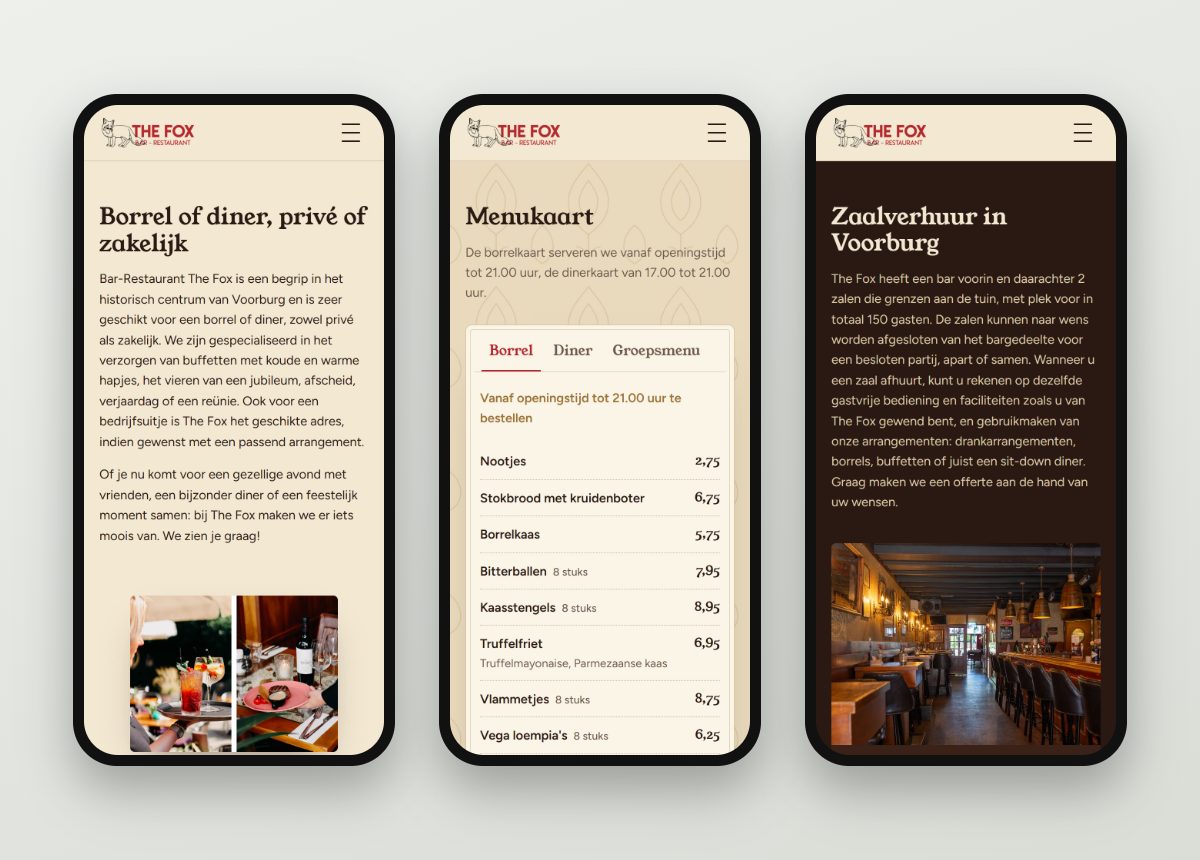 THE FOX
BAR - RESTAURANT
Borrel of diner, privé of
zakelijk
Bar-Restaurant The Fox is een begrip in het
historisch centrum van Voorburg en is zeer
geschikt voor een borrel of diner, zowel privé
als zakelijk. We zijn gespecialiseerd in het
verzorgen van buffetten met koude en warme
hapjes, het vieren van een jubileum, afscheid,
verjaardag of een reünie. Ook voor een
bedrijfsuitje is The Fox het geschikte adres,
indien gewenst met een passend arrangement.
Of je nu komt voor een gezellige avond met
vrienden, een bijzonder diner of een feestelijk
moment samen: bij The Fox maken we er iets
moois van. We zien je graag!
THE FOX
BAR - RESTAURANT
Menukaart
De borrelkaart serveren we vanaf openingstijd
tot 21.00 uur, de dinerkaart van 17.00 tot 21.00
uur.
Borrel Diner Groepsmenu
Vanaf openingstijd tot 21.00 uur te
bestellen
Nootjes 2,75
Stokbrood met kruidenboter 6,75
Borrelkaas 5,75
Bitterballen 8 stuks 7,95
Kaasstengels 8 stuks 8,95
Truffelfriet 6,95
Truffelmayonaise, Parmezaanse kaas
Vlammetjes 8 stuks 8,75
Vega loempia's 8 stuks 6,25
THE FOX
BAR - RESTAURANT
Zaalverhuur in
Voorburg
The Fox heeft een bar voorin en daarachter 2
zalen die grenzen aan de tuin, met plek voor in
totaal 150 gasten. De zalen kunnen naar wens
worden afgesloten van het bargedeelte voor
een besloten partij, apart of samen. Wanneer u
een zaal afhuurt, kunt u rekenen op dezelfde
gastvrije bediening en faciliteiten zoals u van
The Fox gewend bent, en gebruikmaken van
onze arrangementen: drankarrangementen,
borrels, buffetten of juist een sit-down diner.
Graag maken we een offerte aan de hand van
uw wensen.